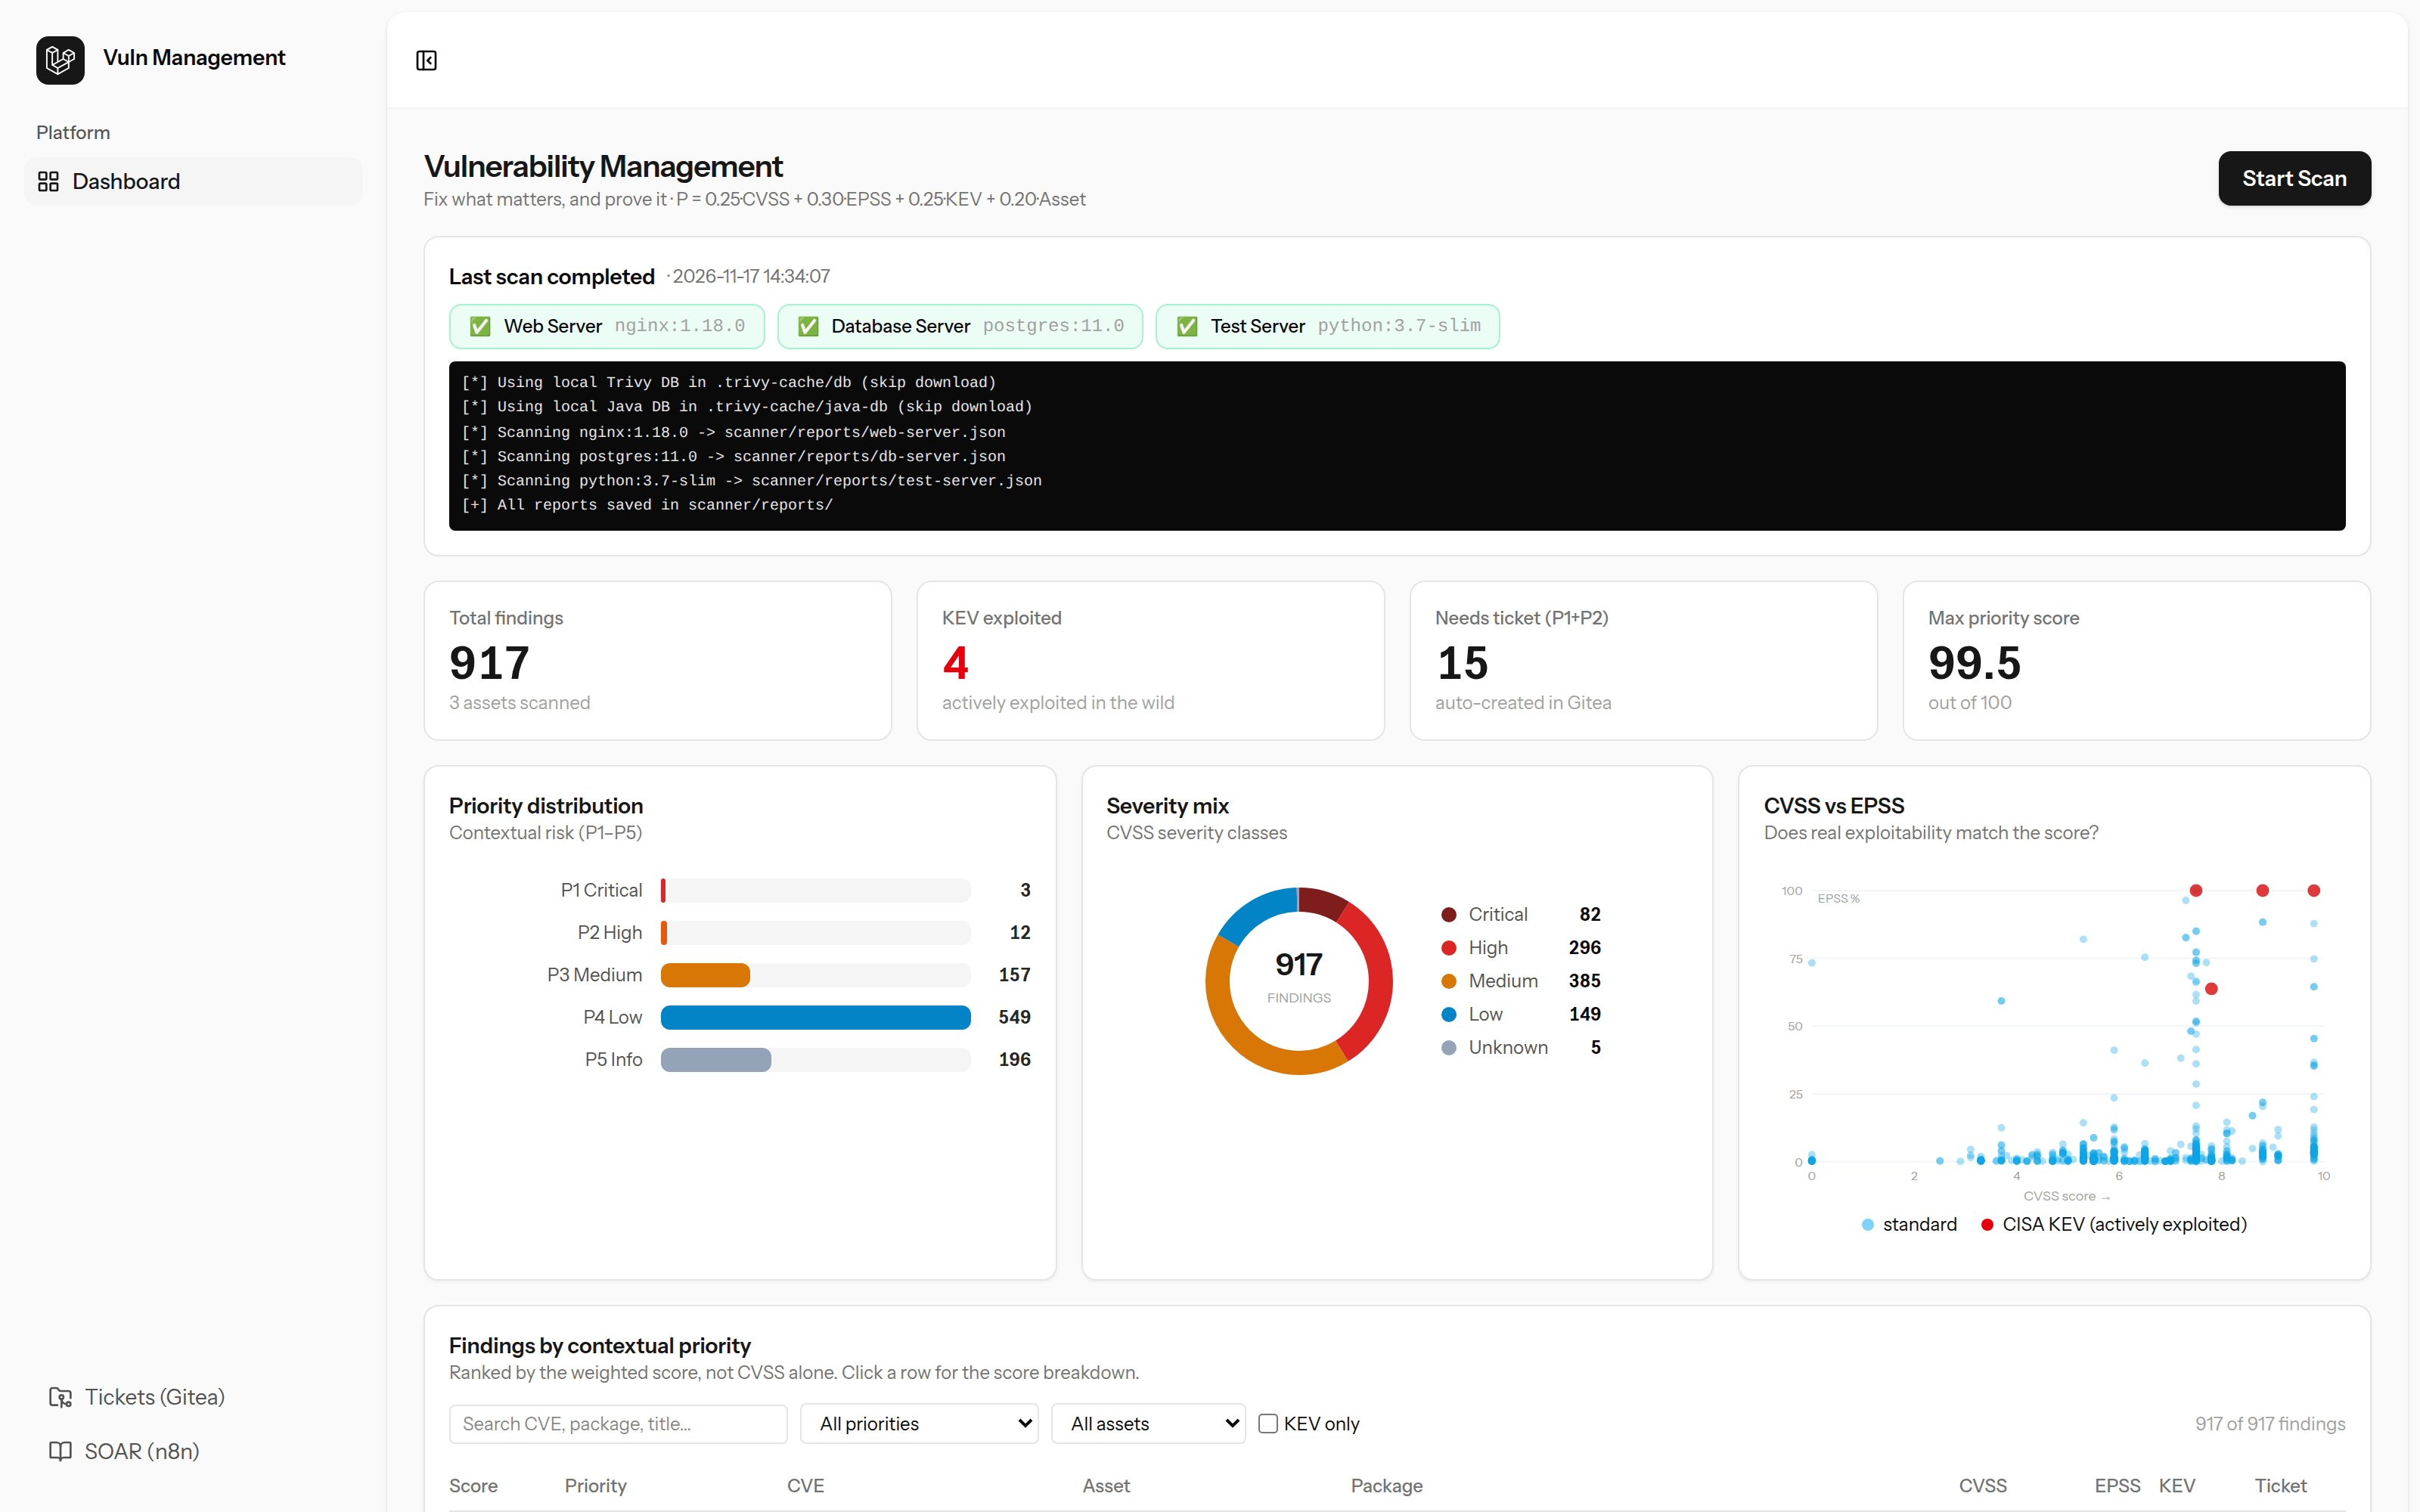 Vuln Management
Platform
Dashboard
Tickets (Gitea)
SOAR (n8n)
Vulnerability Management
Fix what matters, and prove it · P = 0.25·CVSS + 0.30·EPSS + 0.25·KEV + 0.20·Asset
Start Scan
Last scan completed · 2026-11-17 14:34:07
Web Server nginx:1.18.0
Database Server postgres:11.0
Test Server python:3.7-slim
[*] Using local Trivy DB in .trivy-cache/db (skip download)
[*] Using local Java DB in .trivy-cache/java-db (skip download)
[*] Scanning nginx:1.18.0 -> scanner/reports/web-server.json
[*] Scanning postgres:11.0 -> scanner/reports/db-server.json
[*] Scanning python:3.7-slim -> scanner/reports/test-server.json
[+] All reports saved in scanner/reports/
Total findings
917
3 assets scanned
KEV exploited
4
actively exploited in the wild
Needs ticket (P1+P2)
15
auto-created in Gitea
Max priority score
99.5
out of 100
Priority distribution
Contextual risk (P1–P5)
P1 Critical 3
P2 High 12
P3 Medium 157
P4 Low 549
P5 Info 196
Severity mix
CVSS severity classes
917
FINDINGS
Critical 82
High 296
Medium 385
Low 149
Unknown 5
CVSS vs EPSS
Does real exploitability match the score?
100
EPSS %
75
50
25
0
0 2 4 6 8 10
CVSS score →
standard
CISA KEV (actively exploited)
Findings by contextual priority
Ranked by the weighted score, not CVSS alone. Click a row for the score breakdown.
Search CVE, package, title...
All priorities
All assets
KEV only
917 of 917 findings
Score Priority CVE Asset Package CVSS EPSS KEV Ticket